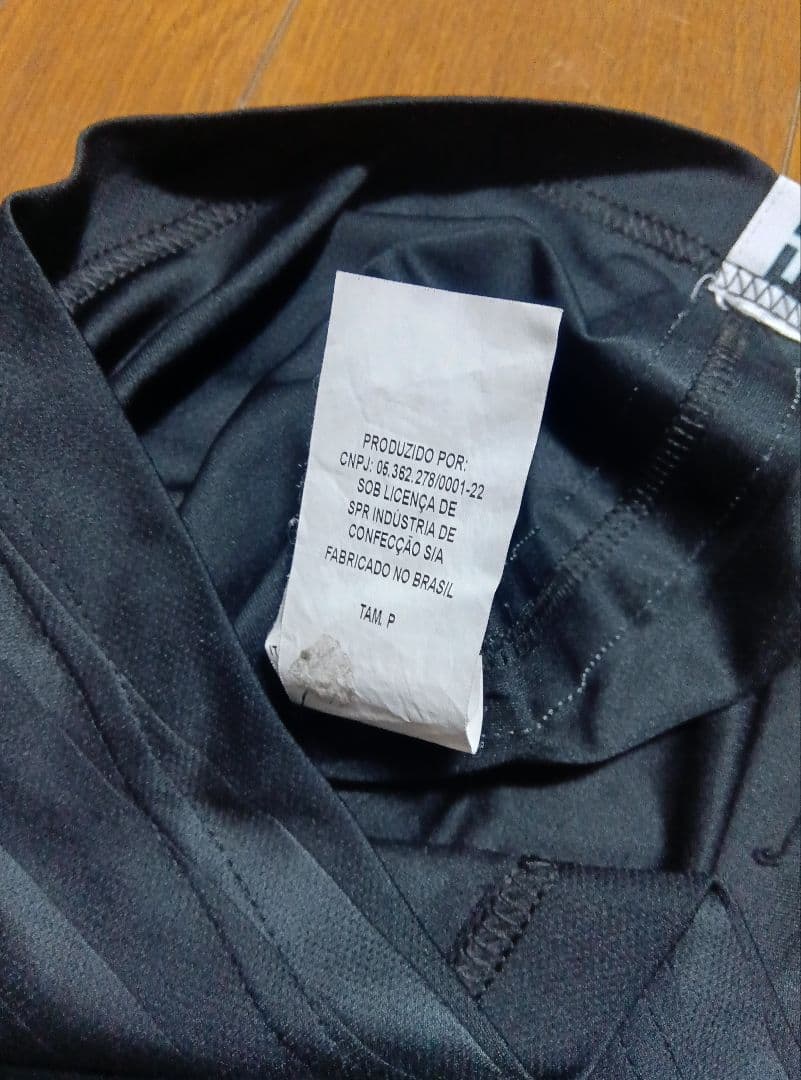 PRODUZIDO POR:
CNPJ: 05.362.278/0001-22
SOB LICENÇA DE
SPR INDÚSTRIA DE
CONFECÇÃO S/A
FABRICADO NO BRASIL
TAM. P